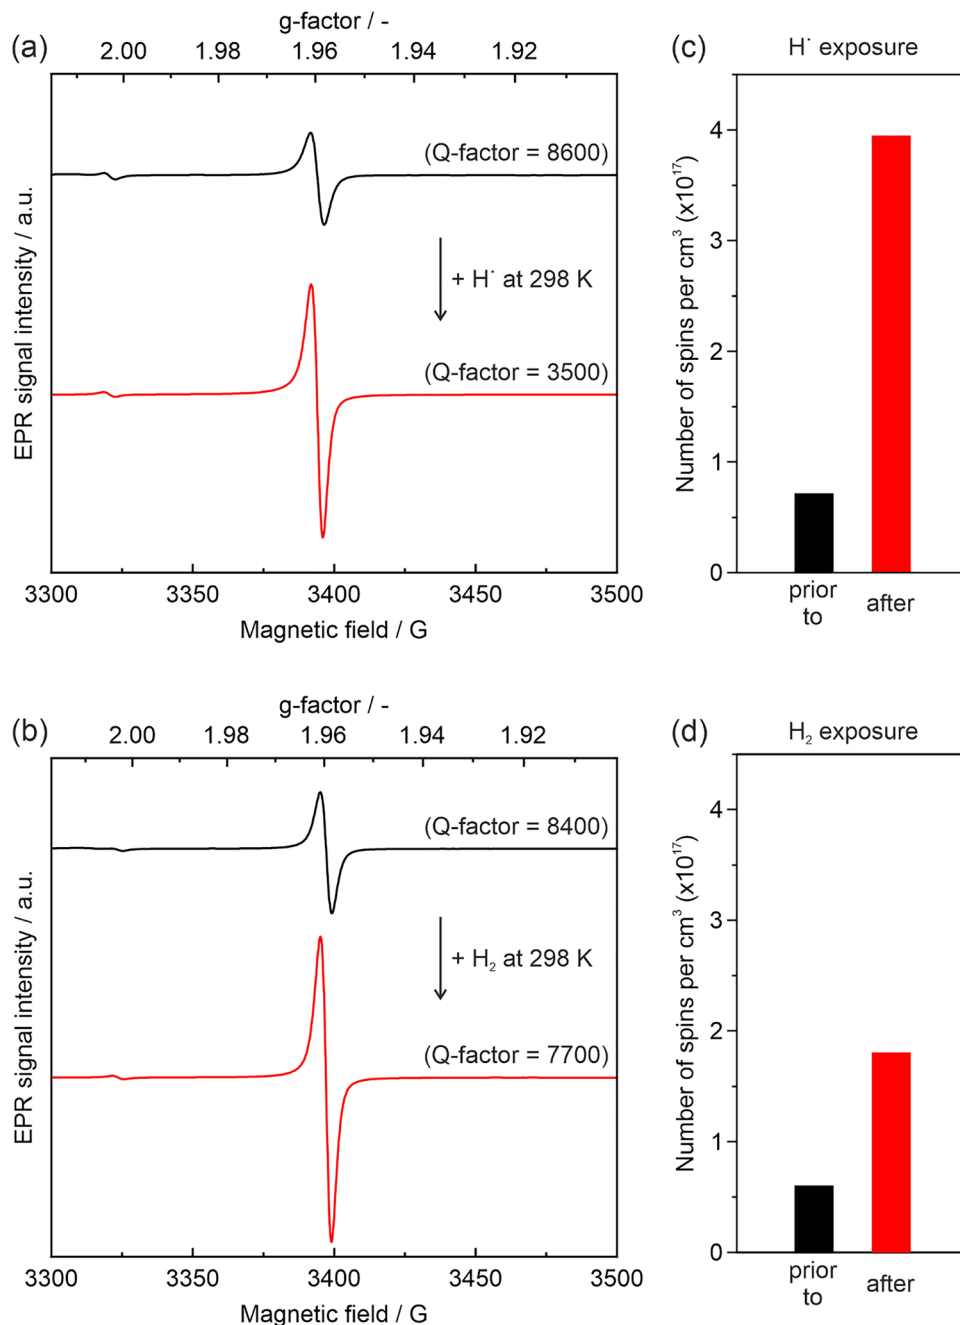 (a)
g-factor / -
2.00 1.98 1.96 1.94 1.92
EPR signal intensity / a.u.
(Q-factor = 8600)
+ H˙ at 298 K
(Q-factor = 3500)
3300 3350 3400 3450 3500
Magnetic field / G
(c)
H˙ exposure
Number of spins per cm³ (x10¹⁷)
4
3
2
1
0
prior
to
after
(b)
g-factor / -
2.00 1.98 1.96 1.94 1.92
EPR signal intensity / a.u.
(Q-factor = 8400)
+ H₂ at 298 K
(Q-factor = 7700)
3300 3350 3400 3450 3500
Magnetic field / G
(d)
H₂ exposure
Number of spins per cm³ (x10¹⁷)
4
3
2
1
0
prior
to
after